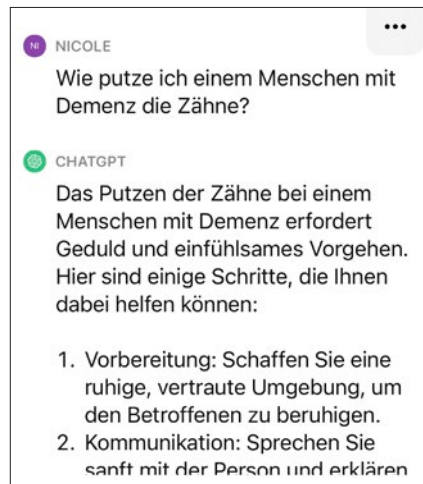 •••
NI NICOLE
Wie putze ich einem Menschen mit
Demenz die Zähne?
CHATGPT
Das Putzen der Zähne bei einem
Menschen mit Demenz erfordert
Geduld und einfühlsames Vorgehen.
Hier sind einige Schritte, die Ihnen
dabei helfen können:
1. Vorbereitung: Schaffen Sie eine
ruhige, vertraute Umgebung, um
den Betroffenen zu beruhigen.
2. Kommunikation: Sprechen Sie
sanft mit der Person und erklären